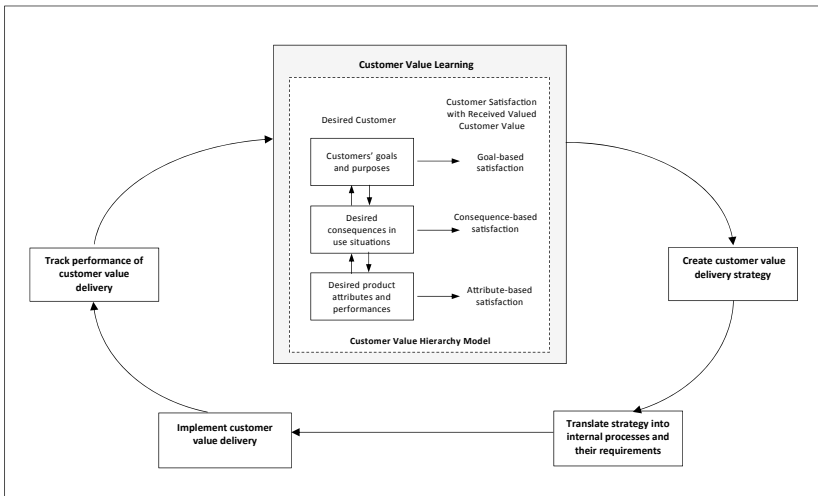 Customer Value Learning
Desired Customer
Customer Satisfaction
with Received Valued
Customer Value
Customers' goals
and purposes
Goal-based
satisfaction
Desired
consequences in
use situations
Consequence-based
satisfaction
Desired product
attributes and
performances
Attribute-based
satisfaction
Customer Value Hierarchy Model
Track performance of
customer value
delivery
Create customer value
delivery strategy
Implement customer
value delivery
Translate strategy into
internal processes and
their requirements